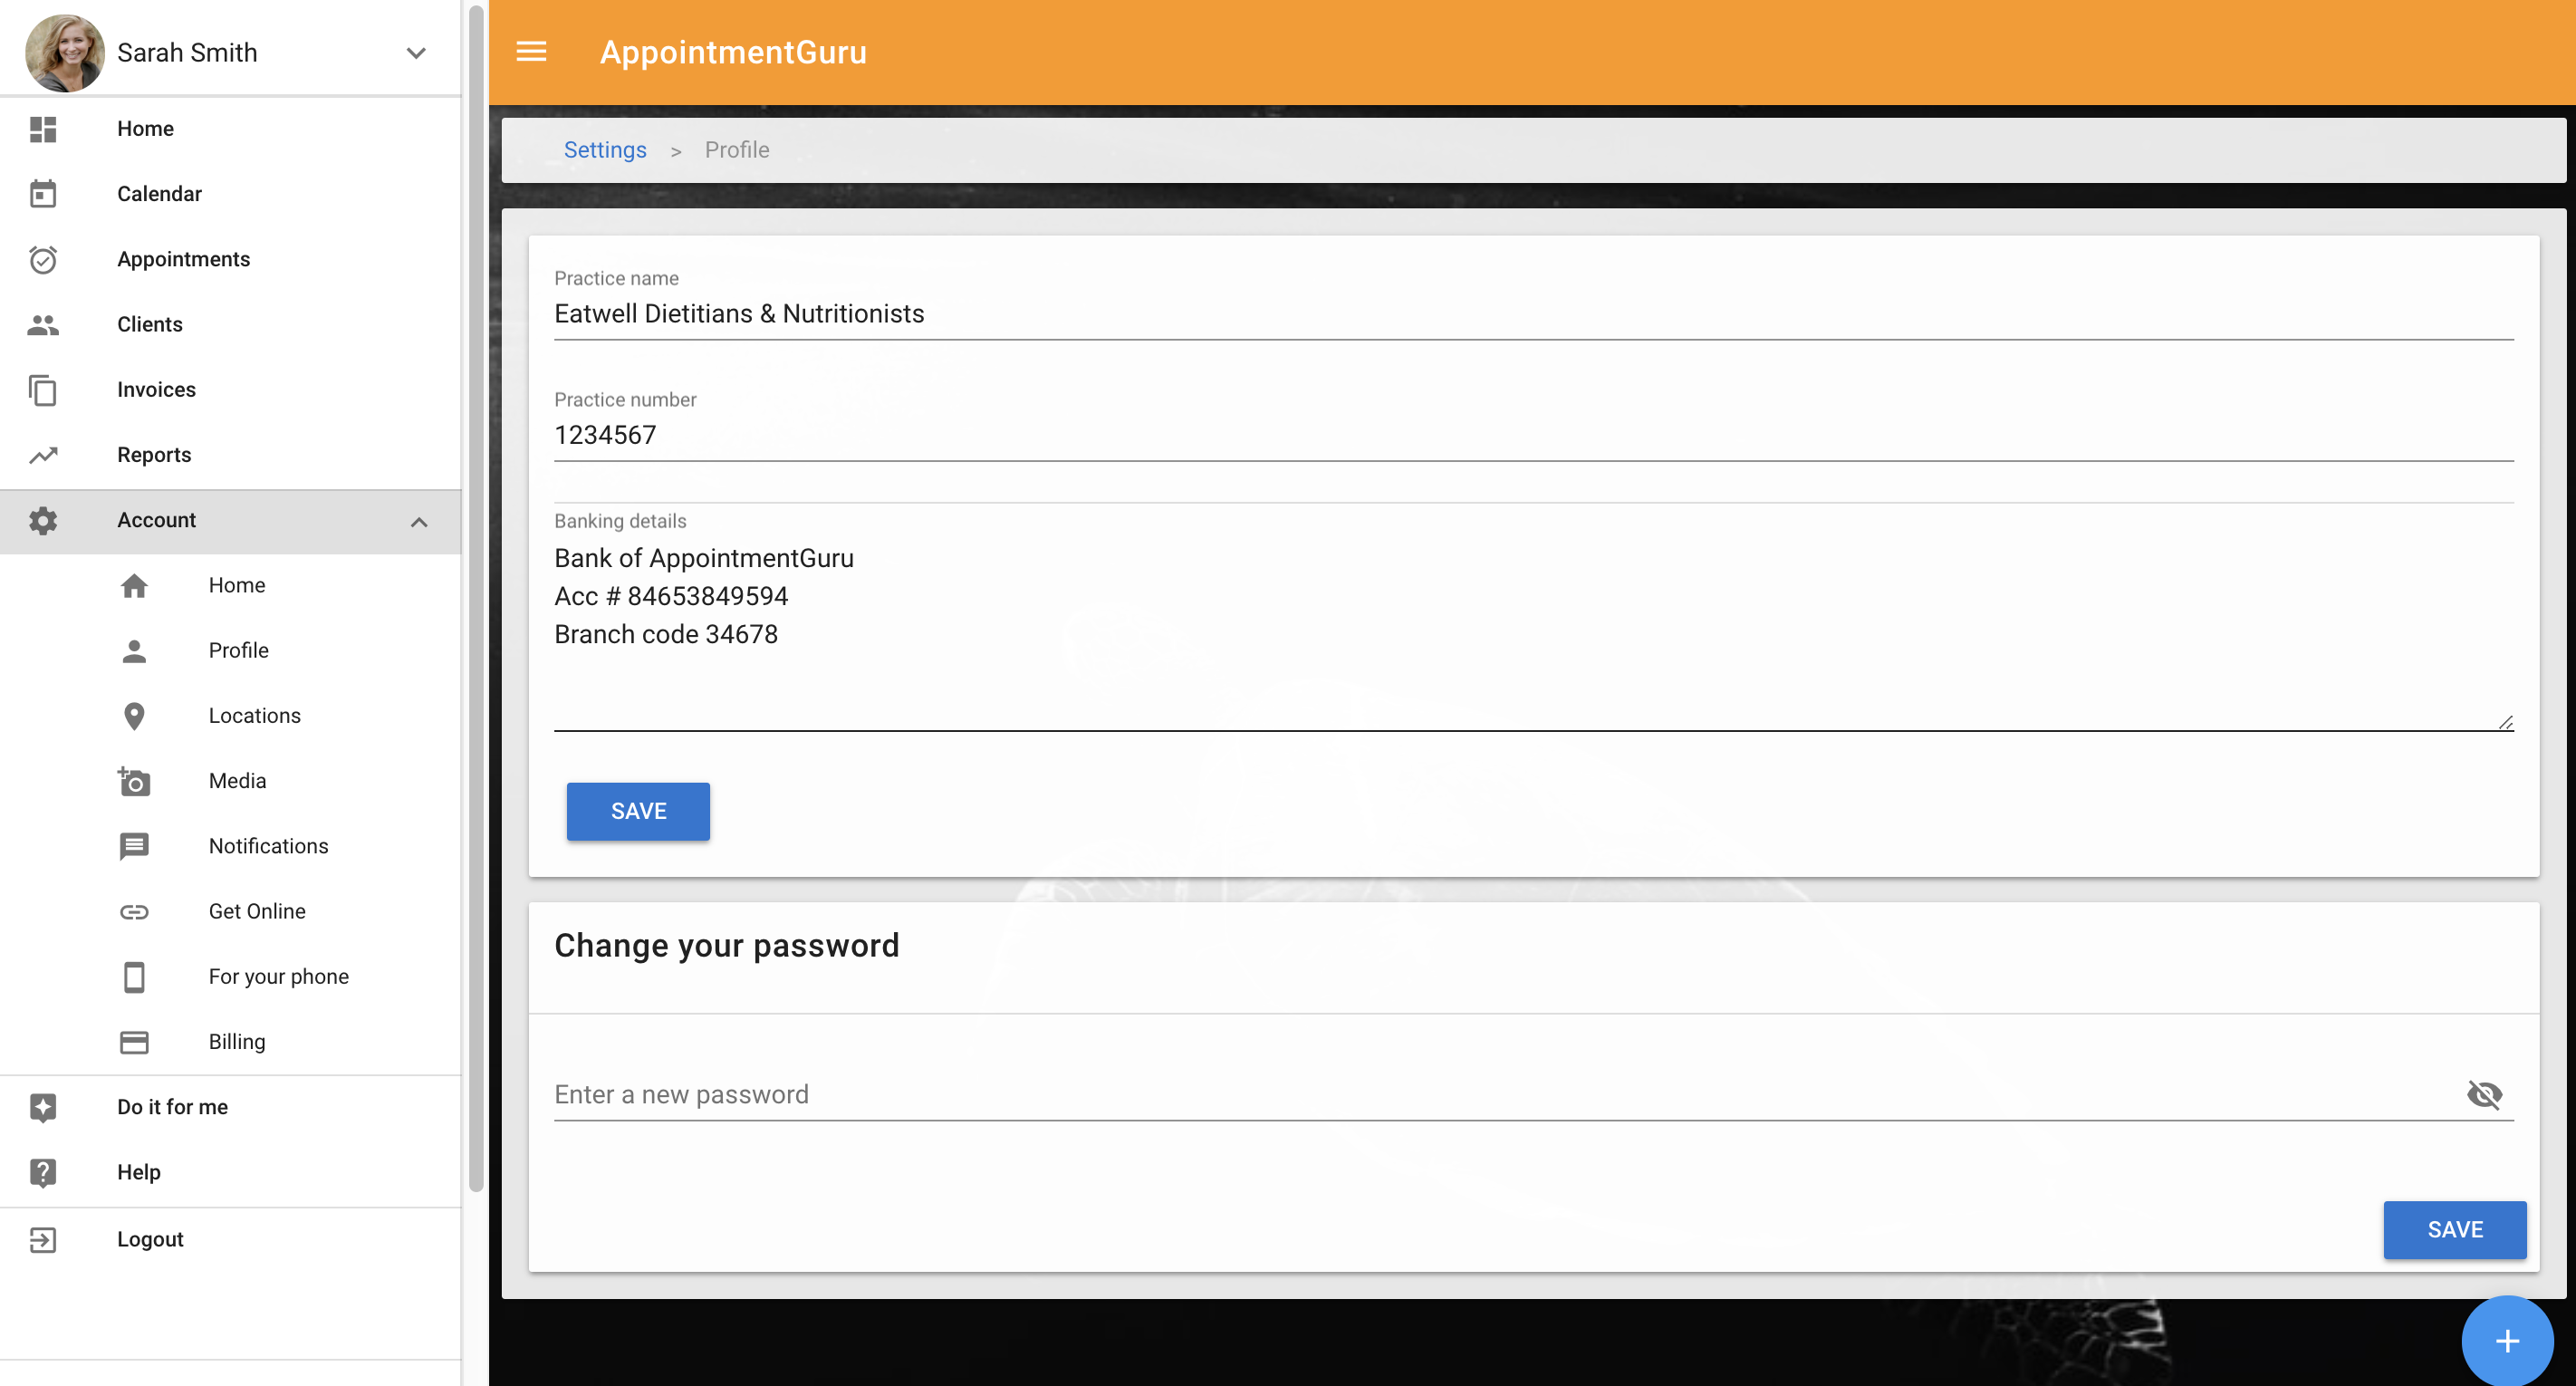 Sarah Smith
Home
Calendar
Appointments
Clients
Invoices
Reports
Account
Home
Profile
Locations
Media
Notifications
Get Online
For your phone
Billing
Do it for me
Help
Logout
AppointmentGuru
Settings > Profile
Practice name
Eatwell Dietitians & Nutritionists
Practice number
1234567
Banking details
Bank of AppointmentGuru
Acc # 84653849594
Branch code 34678
SAVE
Change your password
Enter a new password
SAVE